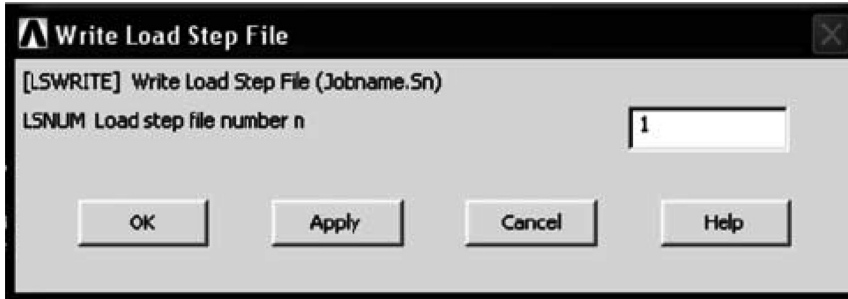 Write Load Step File
[LSWRITE] Write Load Step File (Jobname.Sn)
LSNUM Load step file number n 1
OK Apply Cancel Help